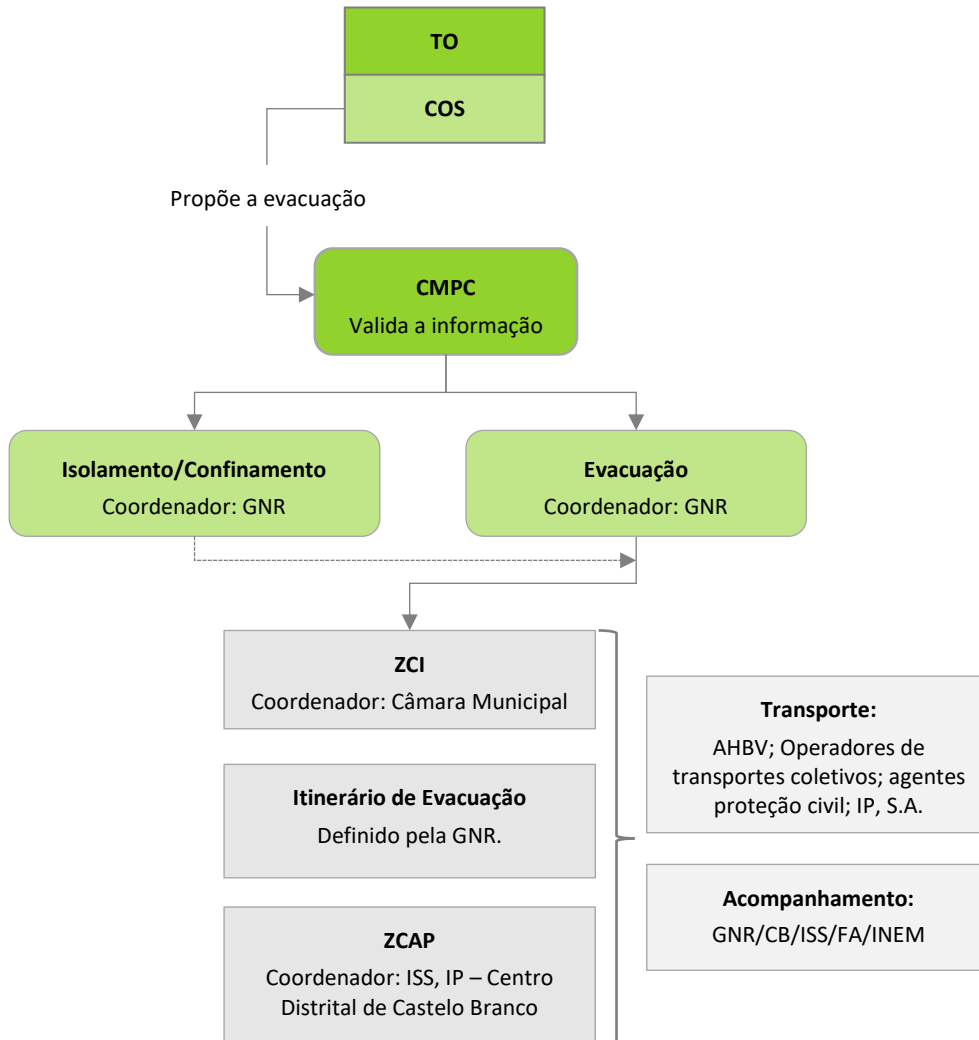 TO
COS
Propõe a evacuação
CMPC
Valida a informação
Isolamento/Confinamento
Coordenador: GNR
Evacuação
Coordenador: GNR
ZCI
Coordenador: Câmara Municipal
Itinerário de Evacuação
Definido pela GNR.
ZCAP
Coordenador: ISS, IP – Centro
Distrital de Castelo Branco
Transporte:
AHBV; Operadores de
transportes coletivos; agentes
proteção civil; IP, S.A.
Acompanhamento:
GNR/CB/ISS/FA/INEM